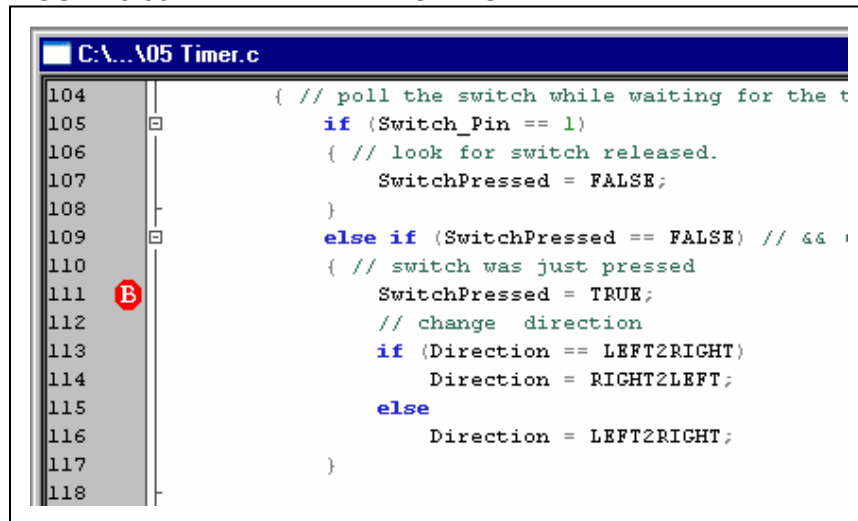 C:\...\05 Timer.c
104 { // poll the switch while waiting for the t
105 if (Switch_Pin == 1)
106 { // look for switch released.
107 SwitchPressed = FALSE;
108 }
109 else if (SwitchPressed == FALSE) // &&
110 { // switch was just pressed
111 B SwitchPressed = TRUE;
112 // change direction
113 if (Direction == LEFT2RIGHT)
114 Direction = RIGHT2LEFT;
115 else
116 Direction = LEFT2RIGHT;
117 }
118